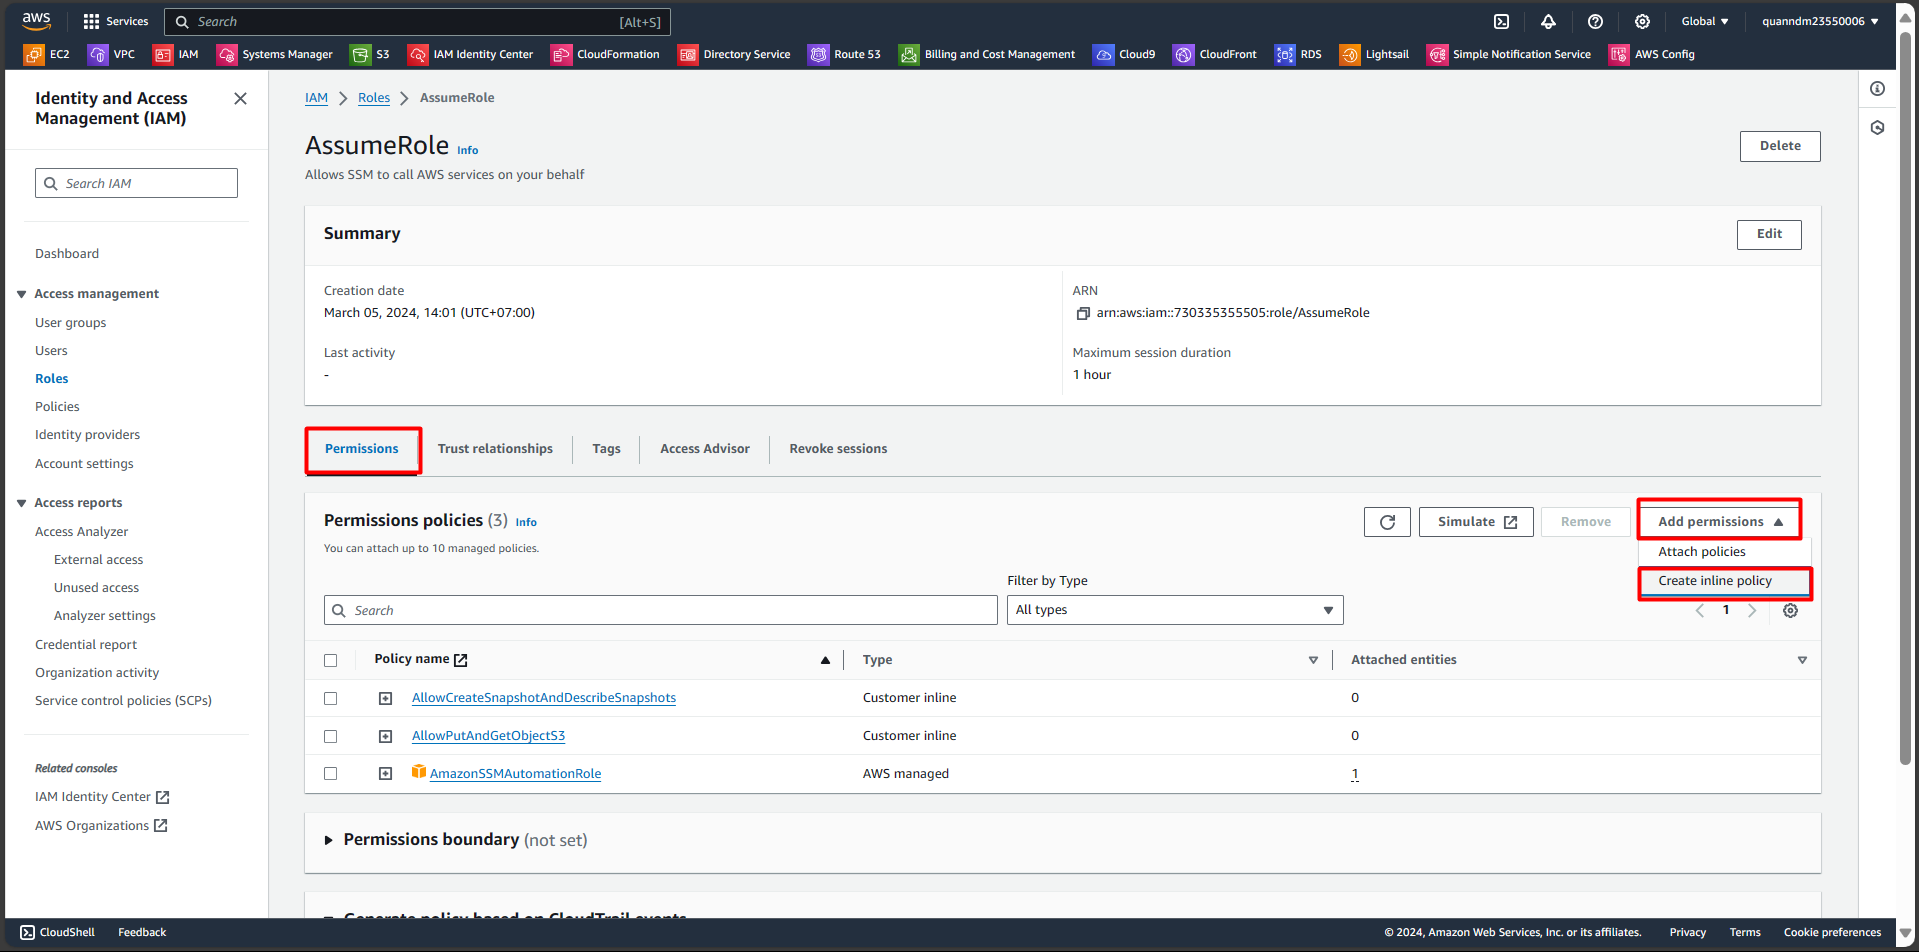 aws
Services
Search
[Alt+S]
Global
quanndm23550006
EC2
VPC
IAM
Systems Manager
S3
IAM Identity Center
CloudFormation
Directory Service
Route 53
Billing and Cost Management
Cloud9
CloudFront
RDS
Lightsail
Simple Notification Service
AWS Config
Identity and Access
Management (IAM)
Search IAM
Dashboard
Access management
User groups
Users
Roles
Policies
Identity providers
Account settings
Access reports
Access Analyzer
External access
Unused access
Analyzer settings
Credential report
Organization activity
Service control policies (SCPs)
Related consoles
IAM Identity Center
AWS Organizations
IAM
Roles
AssumeRole
AssumeRole Info
Delete
Allows SSM to call AWS services on your behalf
Summary
Edit
Creation date
March 05, 2024, 14:01 (UTC+07:00)
ARN
arn:aws:iam::730335355505:role/AssumeRole
Last activity
-
Maximum session duration
1 hour
Permissions
Trust relationships
Tags
Access Advisor
Revoke sessions
Permissions policies (3) Info
Simulate
Remove
Add permissions
You can attach up to 10 managed policies.
Attach policies
Create inline policy
Filter by Type
Search
All types
1
Policy name
Type
Attached entities
AllowCreateSnapshotAndDescribeSnapshots
Customer inline
0
AllowPutAndGetObjectS3
Customer inline
0
AmazonSSMAutomationRole
AWS managed
1
Permissions boundary (not set)
Generate policy based on CloudTrail events
CloudShell
Feedback
© 2024, Amazon Web Services, Inc. or its affiliates.
Privacy
Terms
Cookie preferences